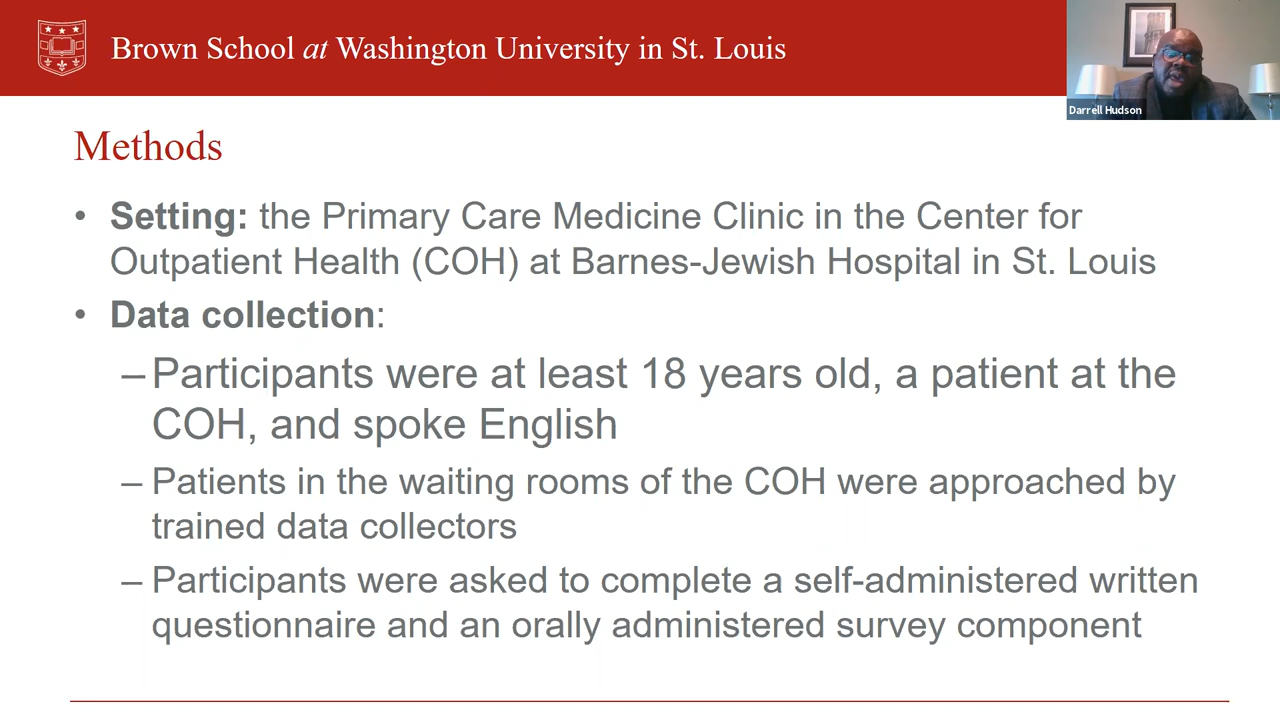 Brown School at Washington University in St. Louis
Darrell Hudson
Methods
• Setting: the Primary Care Medicine Clinic in the Center for
Outpatient Health (COH) at Barnes-Jewish Hospital in St. Louis
• Data collection:
– Participants were at least 18 years old, a patient at the
COH, and spoke English
– Patients in the waiting rooms of the COH were approached by
trained data collectors
– Participants were asked to complete a self-administered written
questionnaire and an orally administered survey component